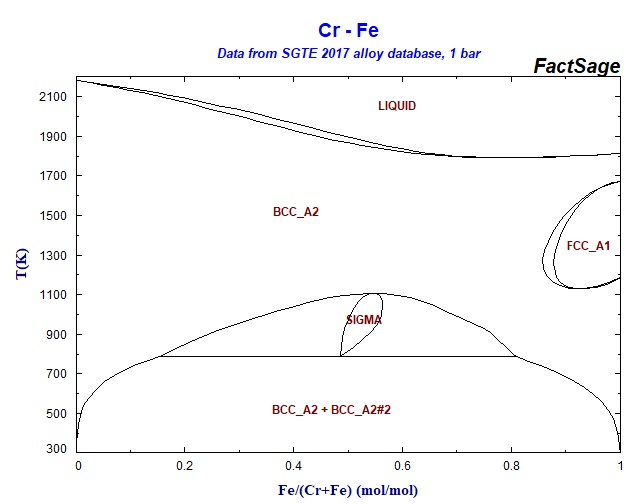 Cr - Fe
Data from SGTE 2017 alloy database, 1 bar
FactSage
2100
1900
1700
1500
1300
1100
900
700
500
300
T(K)
LIQUID
BCC_A2
FCC_A1
SIGMA
BCC_A2 + BCC_A2#2
0 0.2 0.4 0.6 0.8 1
Fe/(Cr+Fe) (mol/mol)